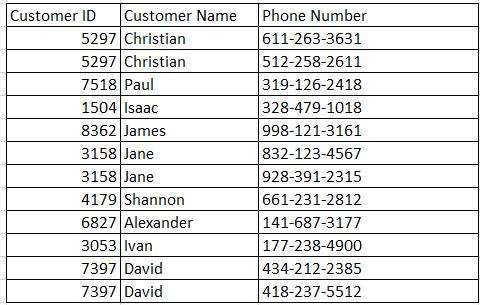 Customer ID Customer Name Phone Number
5297 Christian 611-263-3631
5297 Christian 512-258-2611
7518 Paul 319-126-2418
1504 Isaac 328-479-1018
8362 James 998-121-3161
3158 Jane 832-123-4567
3158 Jane 928-391-2315
4179 Shannon 661-231-2812
6827 Alexander 141-687-3177
3053 Ivan 177-238-4900
7397 David 434-212-2385
7397 David 418-237-5512